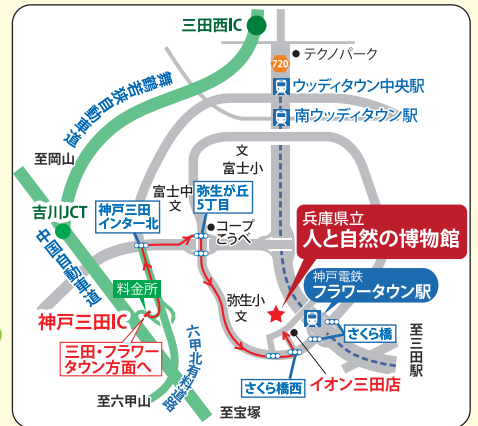 三田西IC
テクノパーク
720
ウッディタウン中央駅
南ウッディタウン駅
舞鶴若狭自動車道
至岡山
文
富士小
富士中
文
弥生が丘
5丁目
吉川JCT
神戸三田
インター北
コープ
こうべ
兵庫県立
人と自然の博物館
中国自動車道
料金所
神戸電鉄
フラワータウン駅
弥生小
文
神戸三田IC
三田・フラワー
タウン方面へ
六甲北有料道路
さくら橋
至三田駅
さくら橋西
イオン三田店
至六甲山
至宝塚